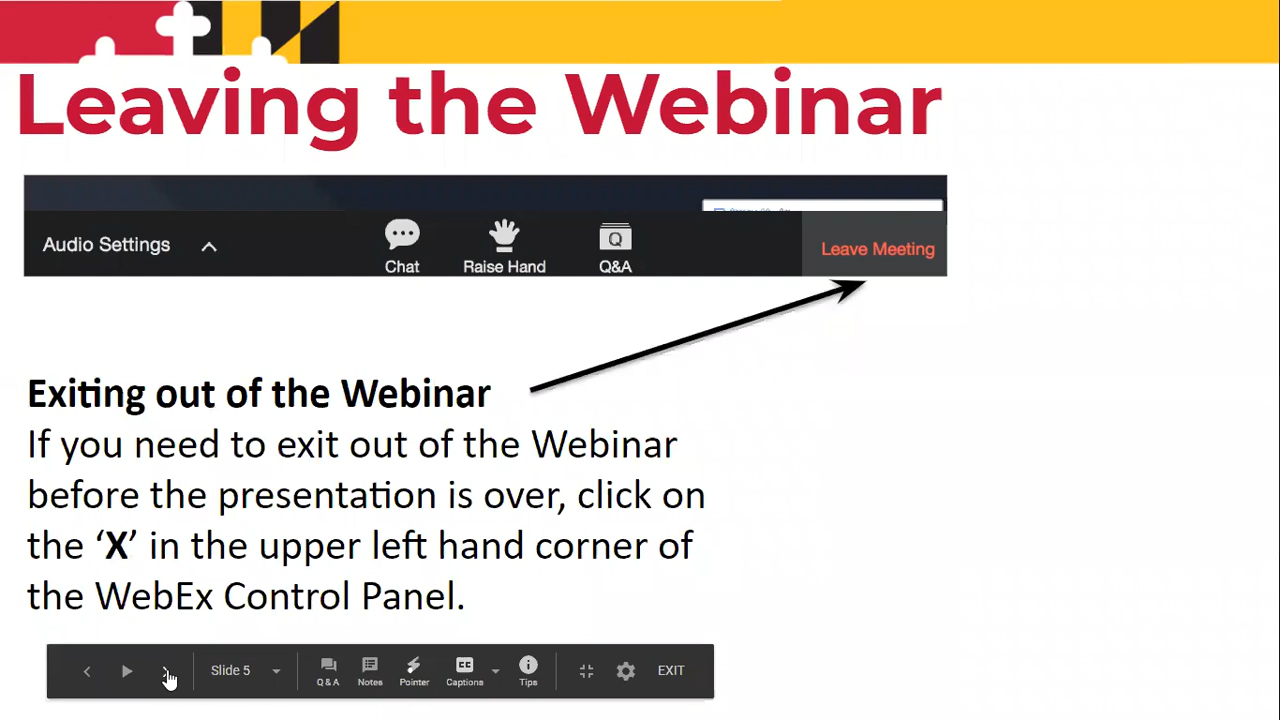 Leaving the Webinar
Audio Settings
Chat
Raise Hand
Q
Q&A
Leave Meeting
Exiting out of the Webinar
If you need to exit out of the Webinar
before the presentation is over, click on
the ‘X’ in the upper left hand corner of
the WebEx Control Panel.
Slide 5
Q & A
Notes
Pointer
CC
Captions
Tips
EXIT